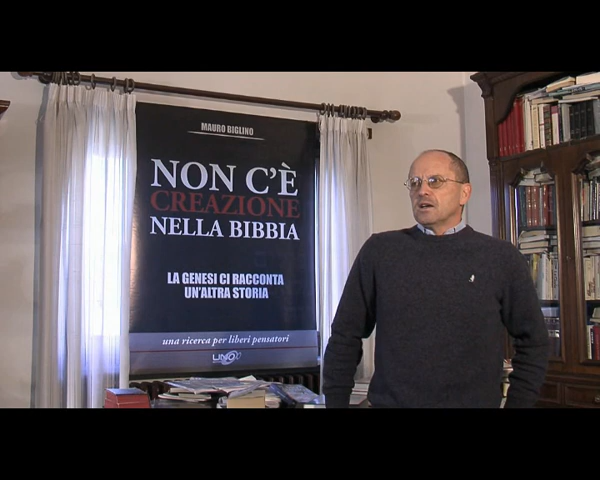 MAURO BIGLINO
NON C'È
CREAZIONE
NELLA BIBBIA
LA GENESI CI RACCONTA
UN'ALTRA STORIA
una ricerca per liberi pensatori
UNO